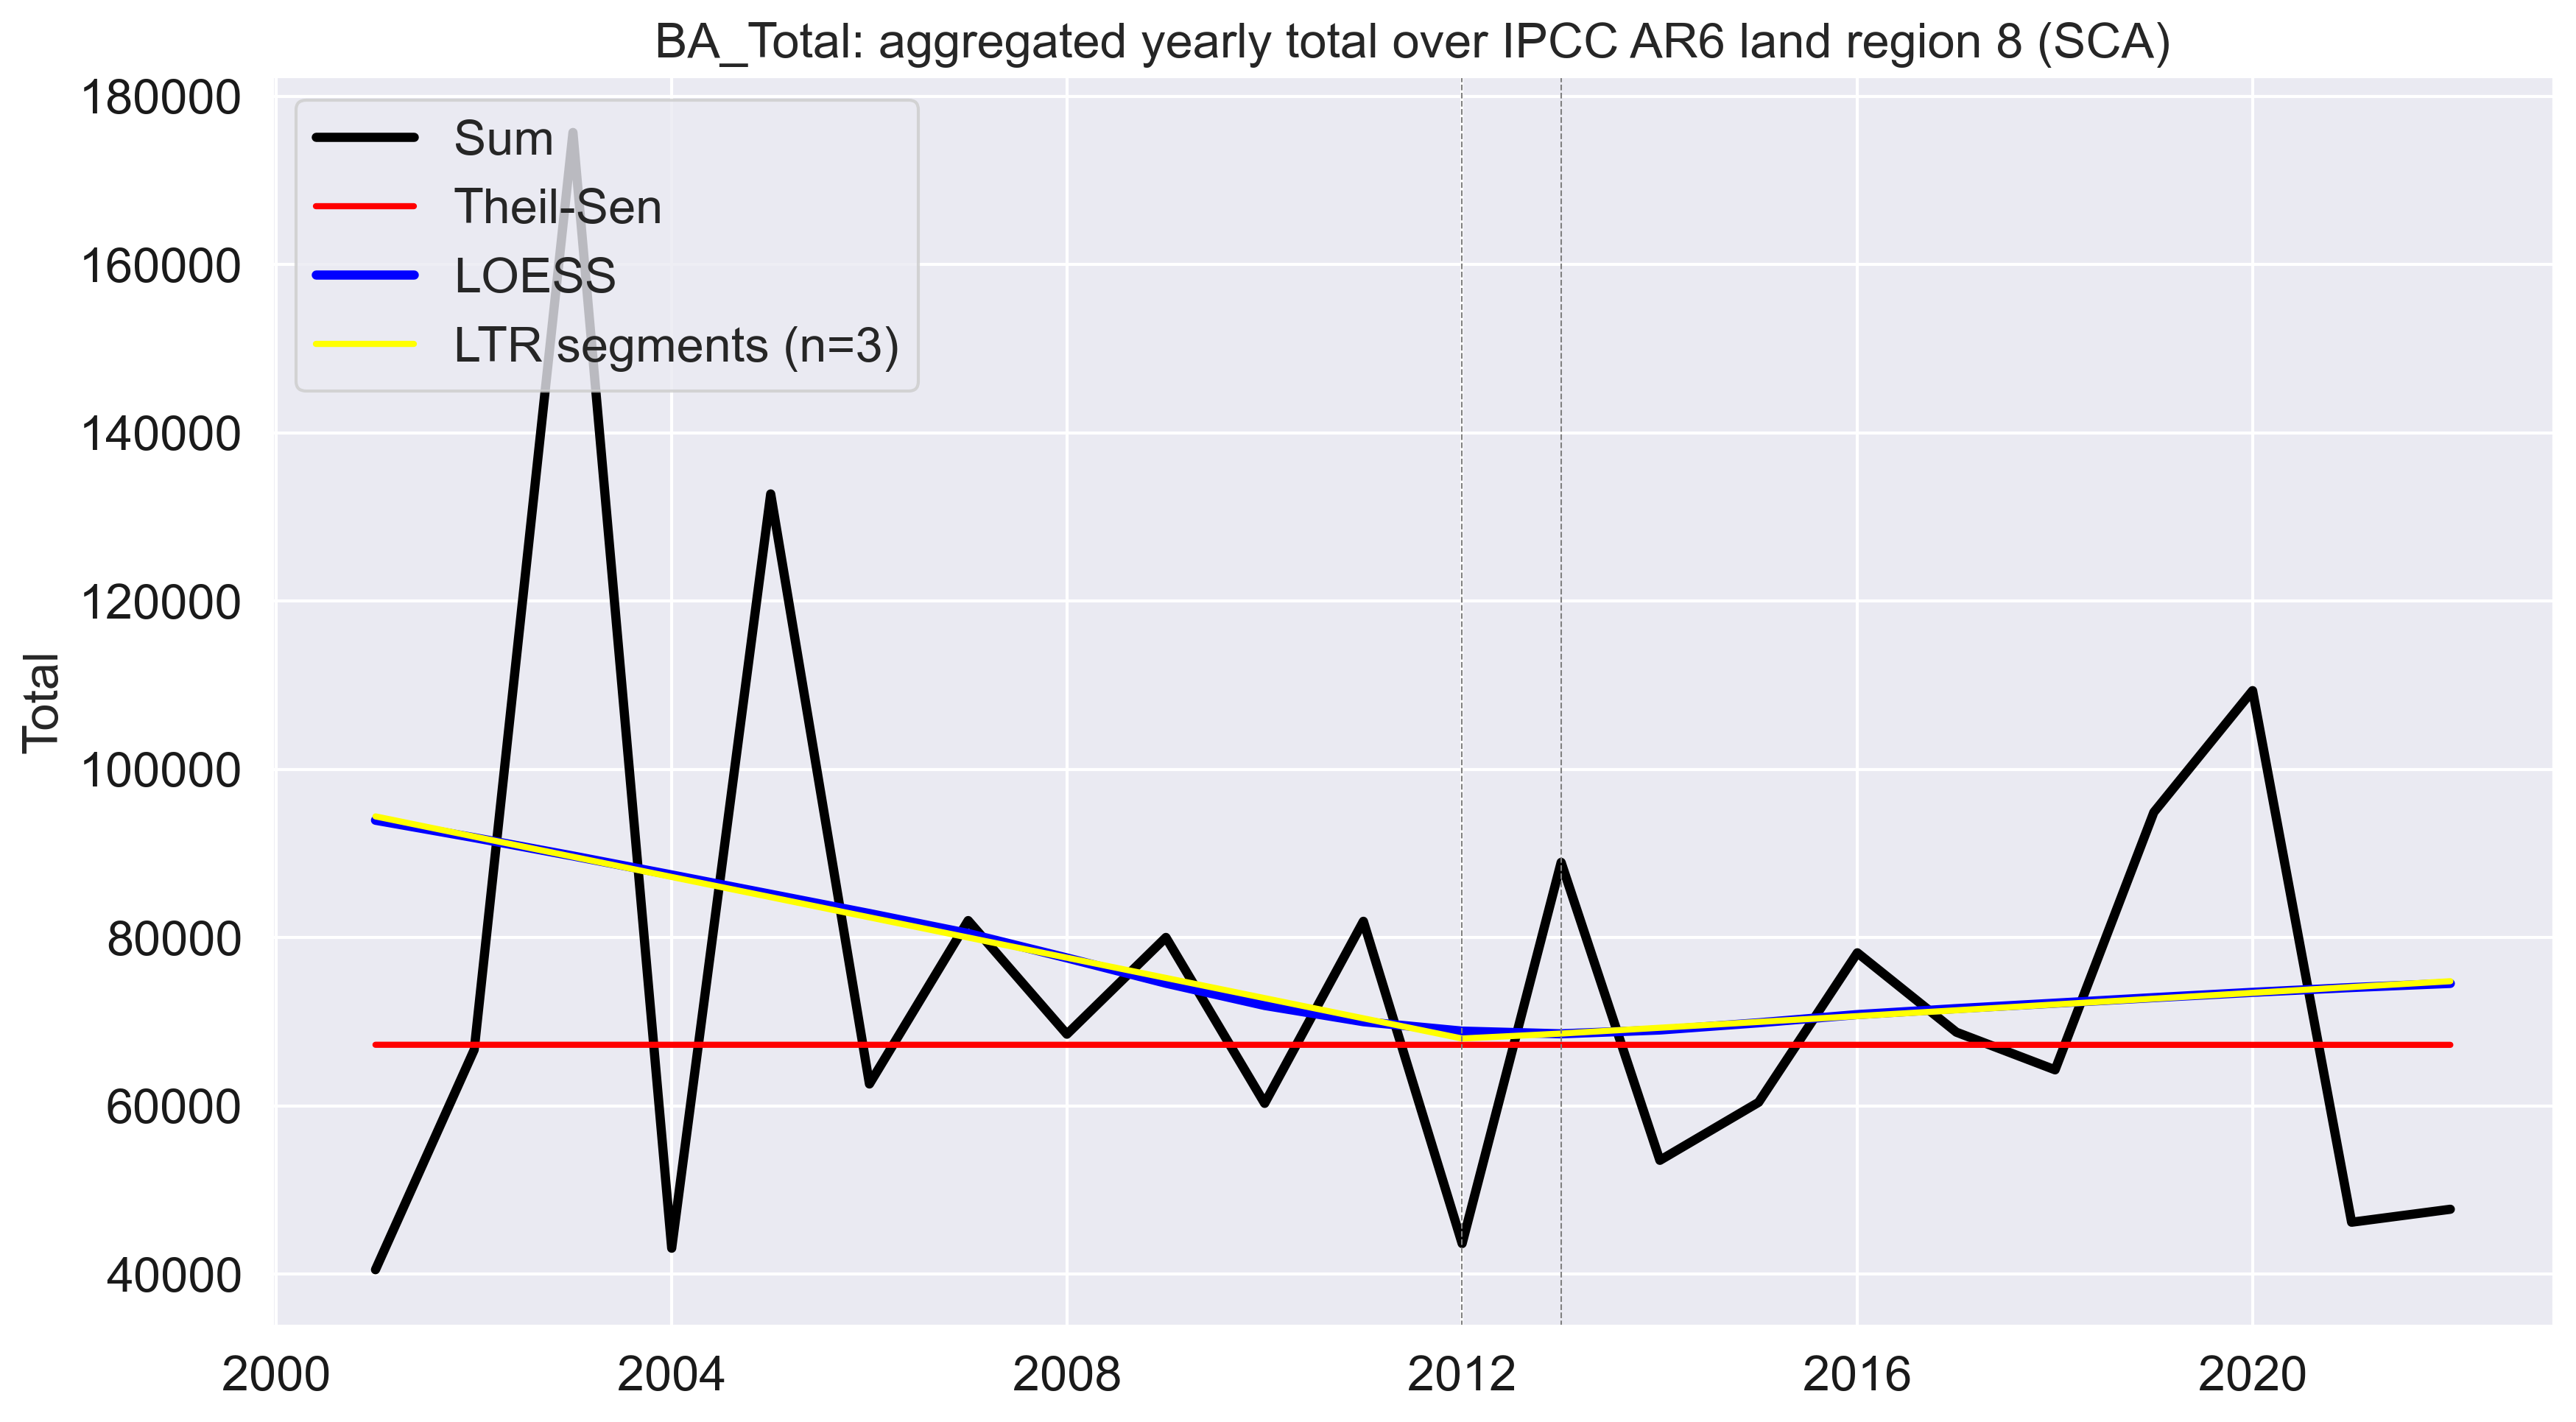 BA_Total: aggregated yearly total over IPCC AR6 land region 8 (SCA)
180000
160000
140000
120000
100000
80000
60000
40000
Total
Sum
Theil-Sen
LOESS
LTR segments (n=3)
2000 2004 2008 2012 2016 2020